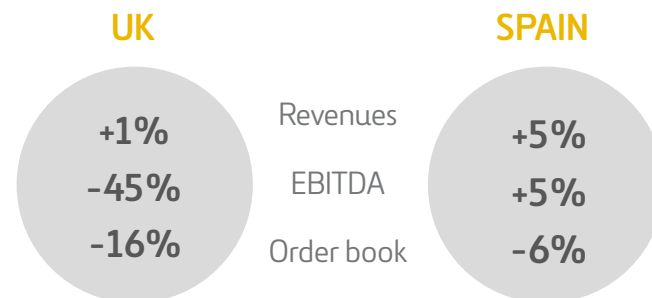 UK
SPAIN
+1%
Revenues
+5%
-45%
EBITDA
+5%
-16%
Order book
-6%